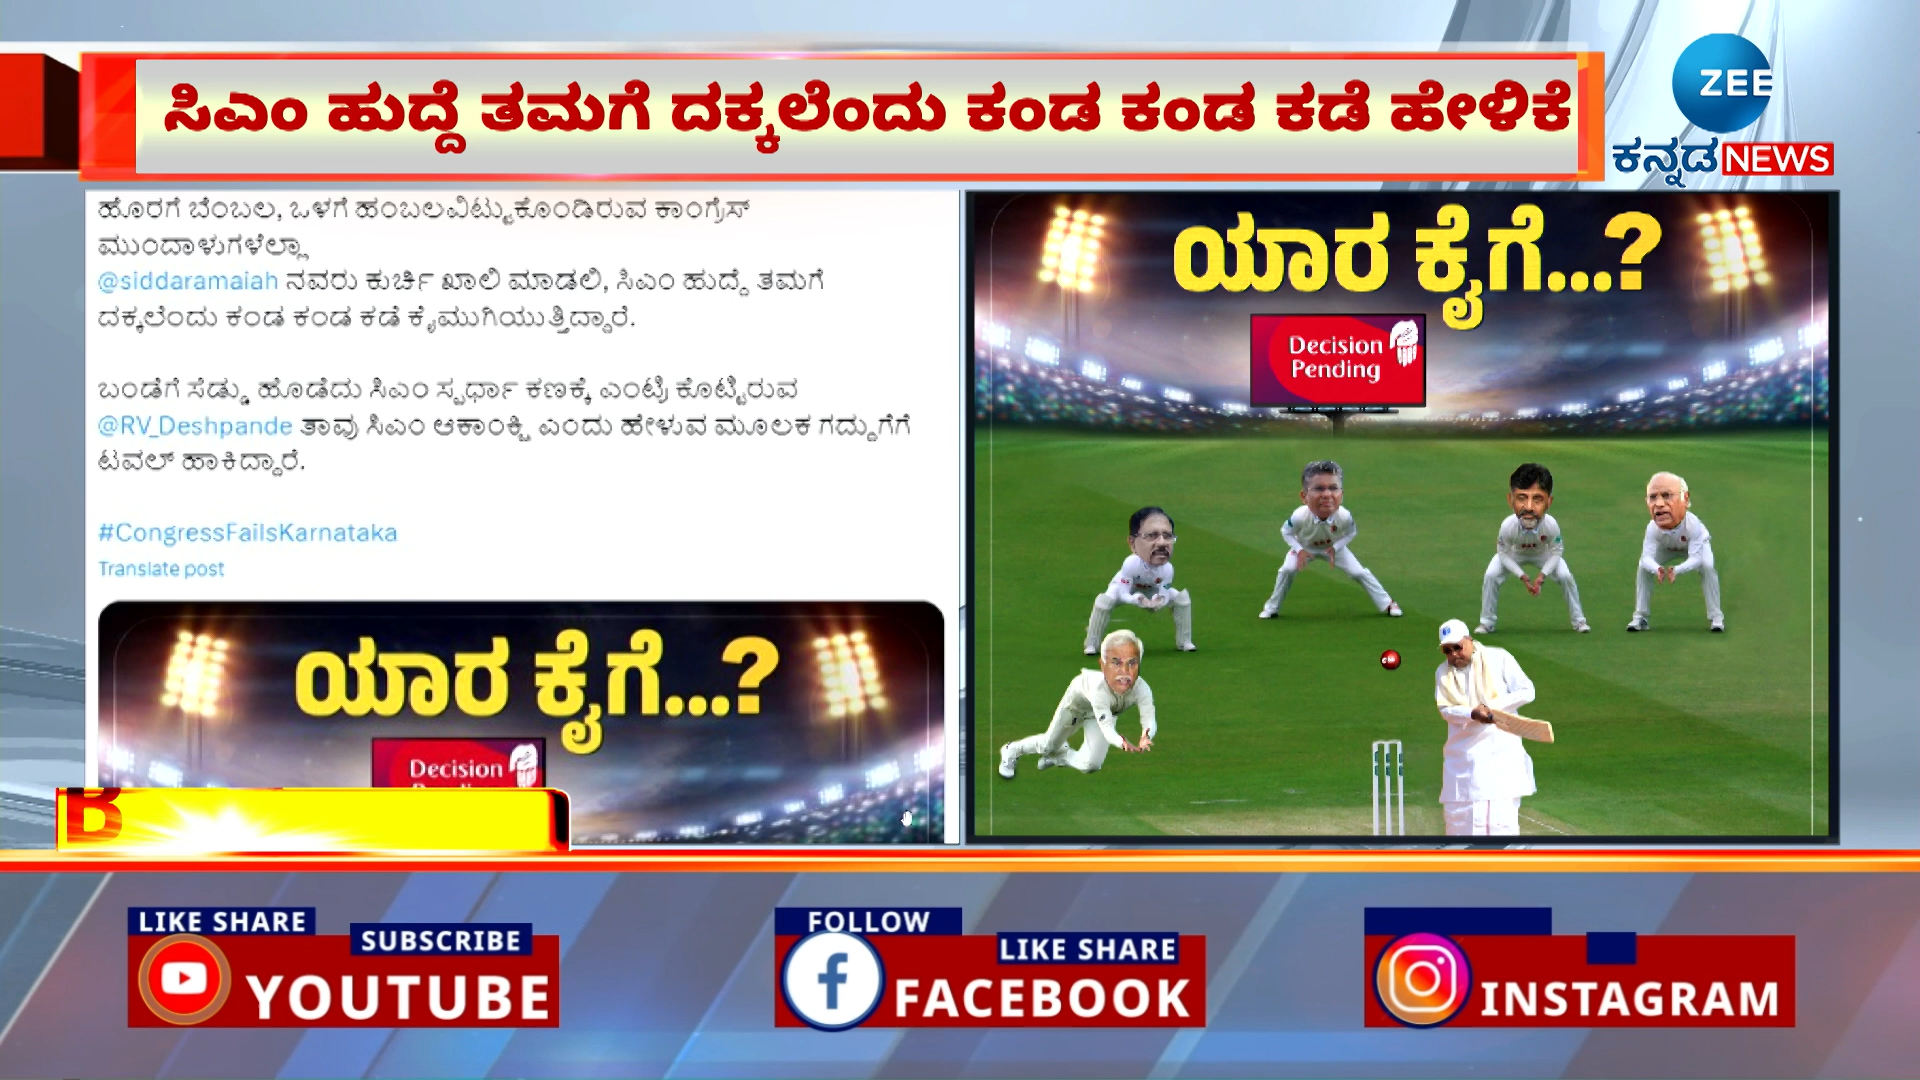 ಸಿಎಂ ಹುದ್ದೆ ತಮಗೆ ದಕ್ಕಲೆಂದು ಕಂಡ ಕಂಡ ಕಡೆ ಹೇಳಿಕೆ
ZEE
ಕನ್ನಡ NEWS
ಹೊರಗೆ ಬೆಂಬಲ, ಒಳಗೆ ಹಂಬಲವಿಟ್ಟುಕೊಂಡಿರುವ ಕಾಂಗ್ರೆಸ್
ಮುಂದಾಳುಗಳೆಲ್ಲಾ
@siddaramaiah ನವರು ಕುರ್ಚಿ ಖಾಲಿ ಮಾಡಲಿ, ಸಿಎಂ ಹುದ್ದೆ ತಮಗೆ
ದಕ್ಕಲೆಂದು ಕಂಡ ಕಂಡ ಕಡೆ ಕೈಮುಗಿಯುತ್ತಿದ್ದಾರೆ.
ಬಂಡೆಗೆ ಸೆಡ್ಡು ಹೊಡೆದು ಸಿಎಂ ಸ್ಪರ್ಧಾ ಕಣಕ್ಕೆ ಎಂಟ್ರಿ ಕೊಟ್ಟಿರುವ
@RV_Deshpande ತಾವು ಸಿಎಂ ಆಕಾಂಕ್ಷಿ ಎಂದು ಹೇಳುವ ಮೂಲಕ ಗದ್ದುಗೆಗೆ
ಟವಲ್ ಹಾಕಿದ್ದಾರೆ.
#CongressFailsKarnataka
Translate post
ಯಾರ ಕೈಗೆ...?
Decision
ಯಾರ ಕೈಗೆ...?
Decision
Pending
B
LIKE SHARE
SUBSCRIBE
YOUTUBE
FOLLOW
LIKE SHARE
FACEBOOK
INSTAGRAM